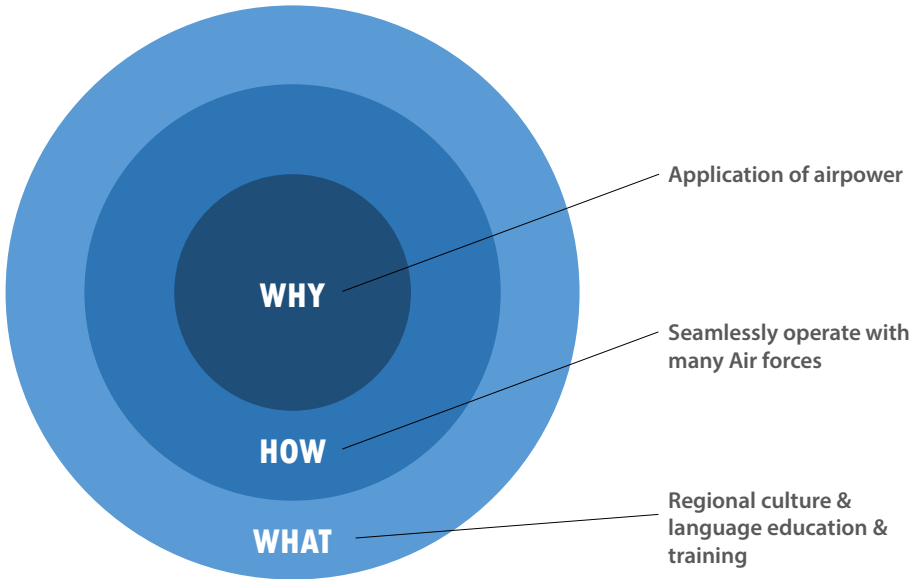 WHY
Application of airpower
HOW
Seamlessly operate with
many Air forces
WHAT
Regional culture &
language education &
training